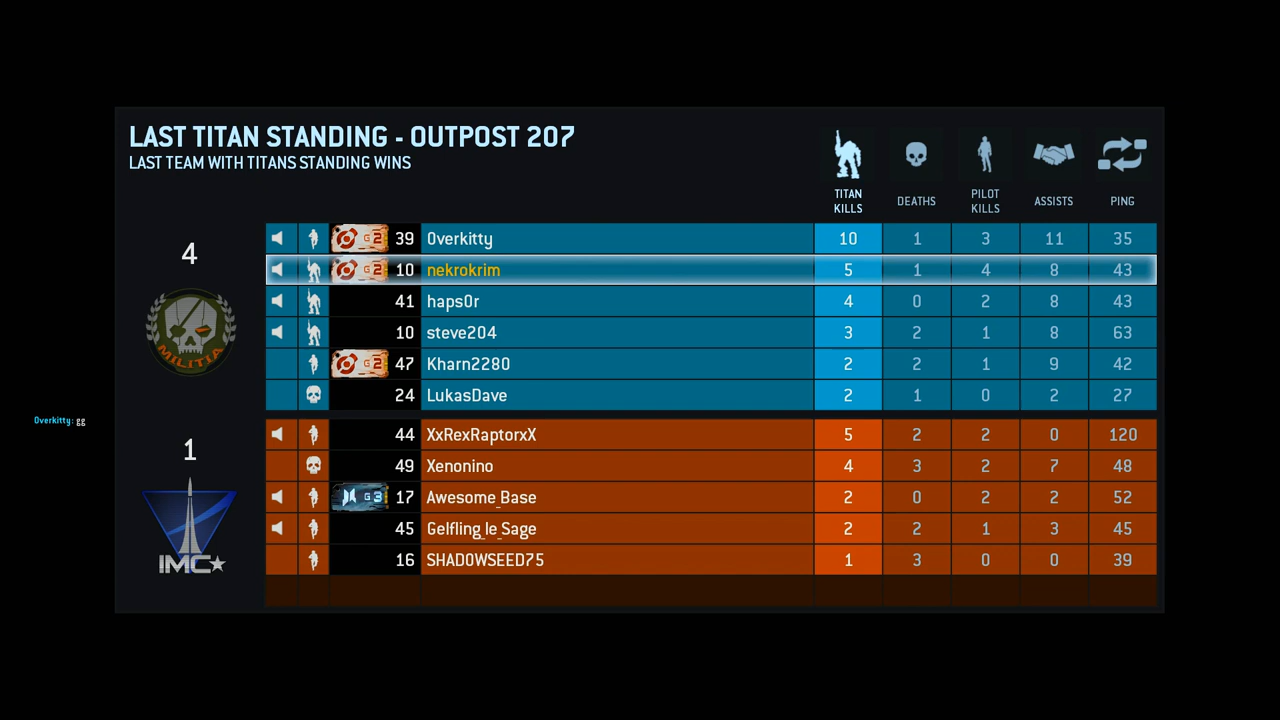 LAST TITAN STANDING - OUTPOST 207
LAST TEAM WITH TITANS STANDING WINS
TITAN KILLS DEATHS PILOT KILLS ASSISTS PING
4
MILITIA
G2 39 0verkitty 10 1 3 11 35
G2 10 nekrokrim 5 1 4 8 43
41 haps0r 4 0 2 8 43
10 steve204 3 2 1 8 63
G2 47 Kharn2280 2 2 1 9 42
24 LukasDave 2 1 0 2 27
0verkitty: gg
1
IMC
44 XxRexRaptorxX 5 2 2 0 120
49 Xenonino 4 3 2 7 48
G3 17 Awesome_Base 2 0 2 2 52
45 Gelfling_le_Sage 2 2 1 3 45
16 SHAD0WSEED75 1 3 0 0 39